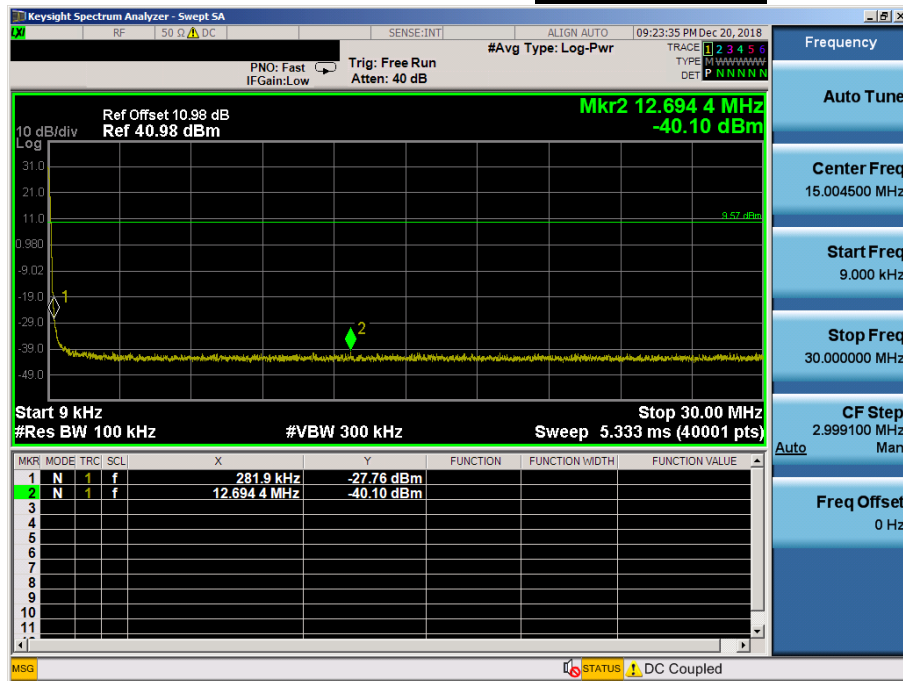 Keysight Spectrum Analyzer - Swept SA
LXI RF 50 Ω DC SENSE:INT ALIGN AUTO 09:23:35 PM Dec 20, 2018
#Avg Type: Log-Pwr
TRACE 1 2 3 4 5 6
TYPE M WWWWW
DET P N N N N N
PNO: Fast
IFGain:Low
Trig: Free Run
Atten: 40 dB
Mkr2 12.694 4 MHz
-40.10 dBm
Ref Offset 10.98 dB
Ref 40.98 dBm
10 dB/div
Log
31.0
21.0
11.0
0.980
-9.02
-19.0
-29.0
-39.0
-49.0
9.57 dBm
1
2
Start 9 kHz
Stop 30.00 MHz
#Res BW 100 kHz #VBW 300 kHz Sweep 5.333 ms (40001 pts)
MKR MODE TRC SCL X Y FUNCTION FUNCTION WIDTH FUNCTION VALUE
1 N 1 f 281.9 kHz -27.76 dBm
2 N 1 f 12.694 4 MHz -40.10 dBm
3
4
5
6
7
8
9
10
11
MSG
STATUS
DC Coupled
Frequency
Auto Tune
Center Freq
15.004500 MHz
Start Freq
9.000 kHz
Stop Freq
30.000000 MHz
CF Step
2.999100 MHz
Auto Man
Freq Offset
0 Hz